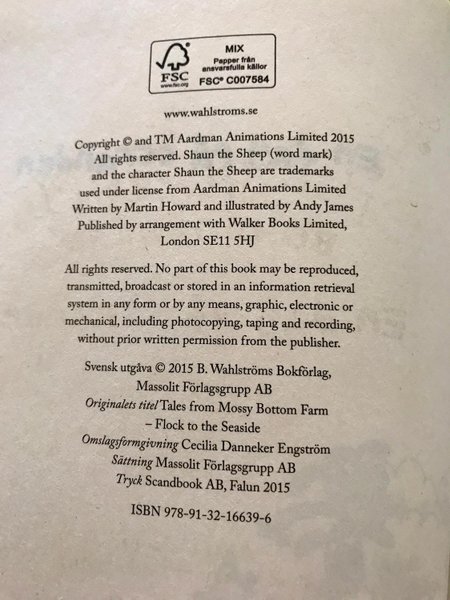 MIX
Papper från
ansvarsfulla källor
FSC® C007584
FSC
www.fsc.org
www.wahlstroms.se
Copyright © and TM Aardman Animations Limited 2015
All rights reserved. Shaun the Sheep (word mark)
and the character Shaun the Sheep are trademarks
used under license from Aardman Animations Limited
Written by Martin Howard and illustrated by Andy James
Published by arrangement with Walker Books Limited,
London SE11 5HJ
All rights reserved. No part of this book may be reproduced,
transmitted, broadcast or stored in an information retrieval
system in any form or by any means, graphic, electronic or
mechanical, including photocopying, taping and recording,
without prior written permission from the publisher.
Svensk utgåva © 2015 B. Wahlströms Bokförlag,
Massolit Förlagsgrupp AB
Originalets titel Tales from Mossy Bottom Farm
– Flock to the Seaside
Omslagsformgivning Cecilia Danneker Engström
Sättning Massolit Förlagsgrupp AB
Tryck Scandbook AB, Falun 2015
ISBN 978-91-32-16639-6